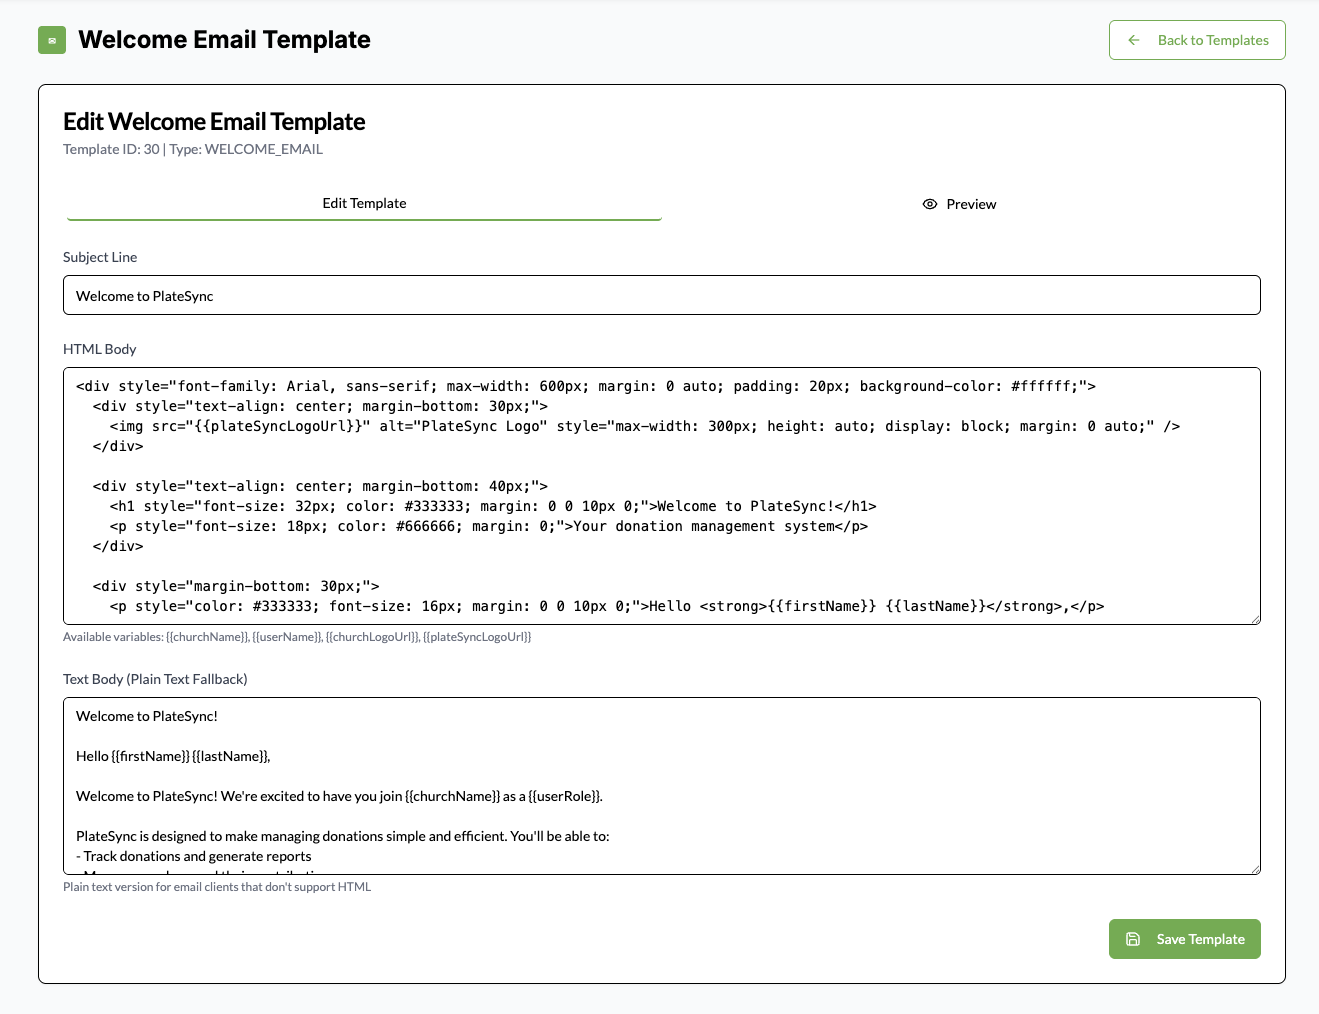 Welcome Email Template
Back to Templates
Edit Welcome Email Template
Template ID: 30 | Type: WELCOME_EMAIL
Edit Template
Preview
Subject Line
Welcome to PlateSync
HTML Body
<div style="font-family: Arial, sans-serif; max-width: 600px; margin: 0 auto; padding: 20px; background-color: #ffffff;">
  <div style="text-align: center; margin-bottom: 30px;">
    <img src="{{plateSyncLogoUrl}}" alt="PlateSync Logo" style="max-width: 300px; height: auto; display: block; margin: 0 auto;" />
  </div>
  <div style="text-align: center; margin-bottom: 40px;">
    <h1 style="font-size: 32px; color: #333333; margin: 0 0 10px 0;">Welcome to PlateSync!</h1>
    <p style="font-size: 18px; color: #666666; margin: 0;">Your donation management system</p>
  </div>
  <div style="margin-bottom: 30px;">
    <p style="color: #333333; font-size: 16px; margin: 0 0 10px 0;">Hello <strong>{{firstName}} {{lastName}}</strong>,</p>
Available variables: {{churchName}}, {{userName}}, {{churchLogoUrl}}, {{plateSyncLogoUrl}}
Text Body (Plain Text Fallback)
Welcome to PlateSync!
Hello {{firstName}} {{lastName}},
Welcome to PlateSync! We're excited to have you join {{churchName}} as a {{userRole}}.
PlateSync is designed to make managing donations simple and efficient. You'll be able to:
- Track donations and generate reports
Plain text version for email clients that don't support HTML
Save Template